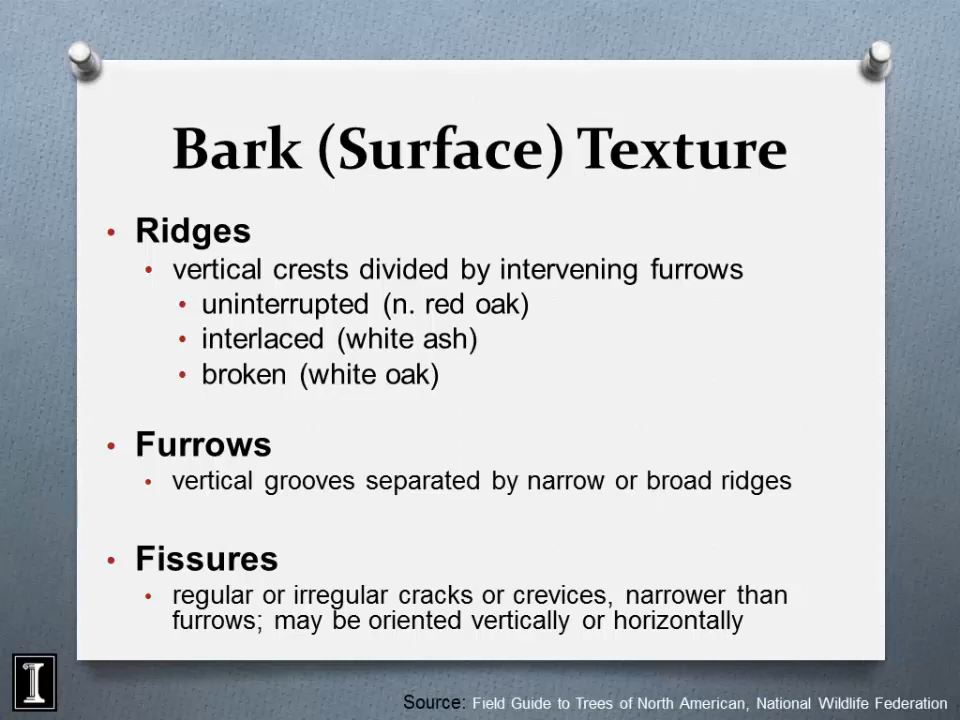 Bark (Surface) Texture
• Ridges
• vertical crests divided by intervening furrows
• uninterrupted (n. red oak)
• interlaced (white ash)
• broken (white oak)
• Furrows
• vertical grooves separated by narrow or broad ridges
• Fissures
• regular or irregular cracks or crevices, narrower than
furrows; may be oriented vertically or horizontally
I
Source: Field Guide to Trees of North American, National Wildlife Federation